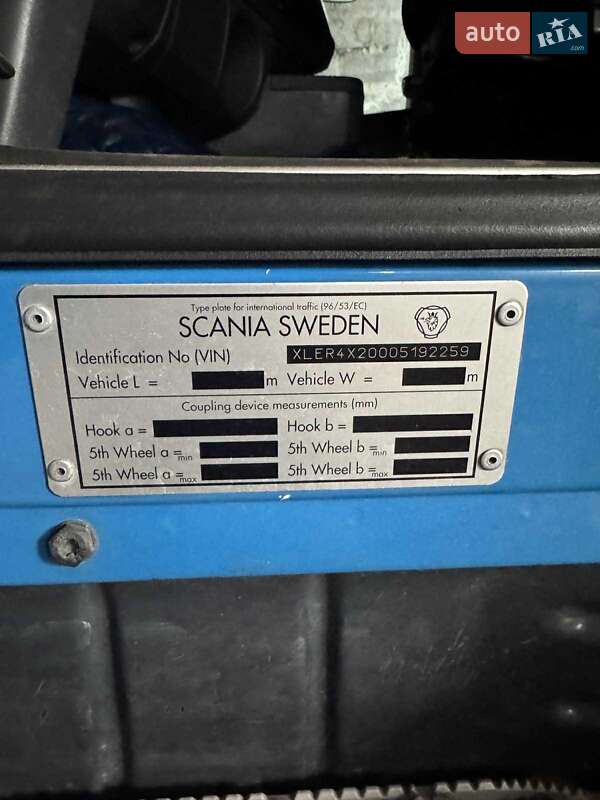 auto RIA.com
Type plate for international traffic (96/53/EC)
SCANIA SWEDEN
Identification No (VIN) XLER4X20005192259
Vehicle L = m Vehicle W = m
Coupling device measurements (mm)
Hook a = Hook b =
5th Wheel a min = 5th Wheel b min =
5th Wheel a max = 5th Wheel b max =